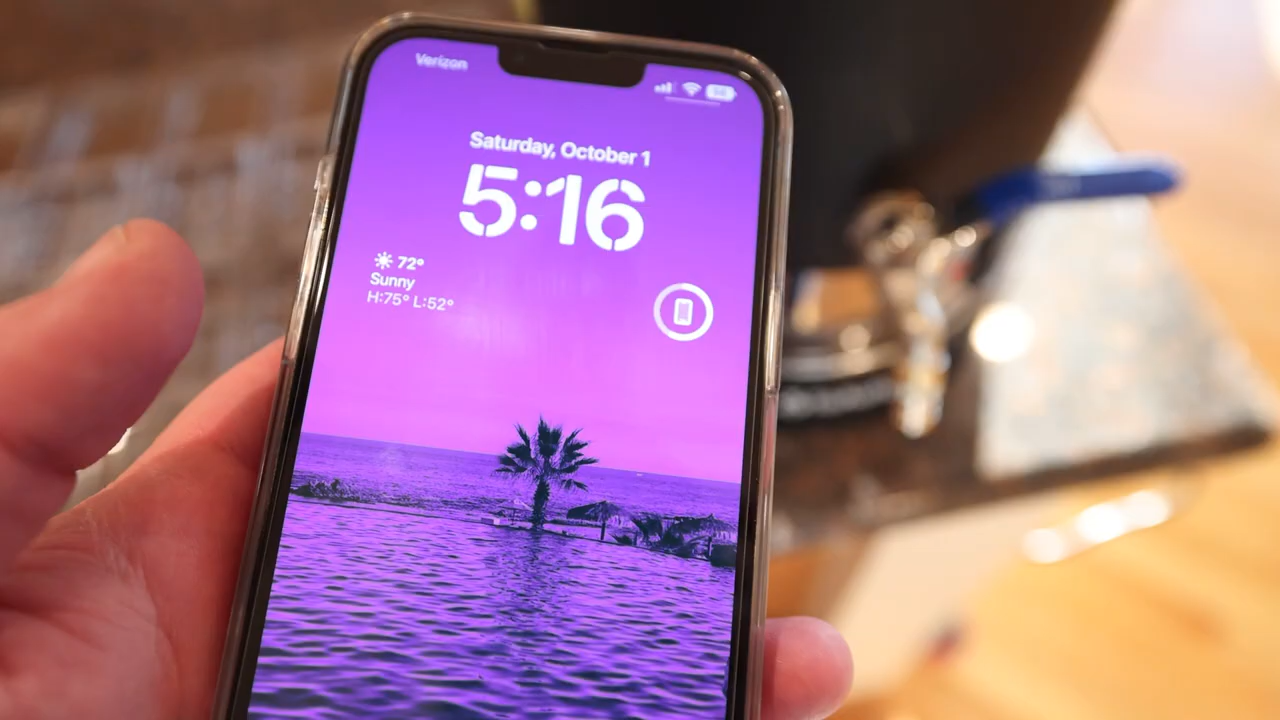 Verizon
Saturday, October 1
5:16
72°
Sunny
H:75° L:52°